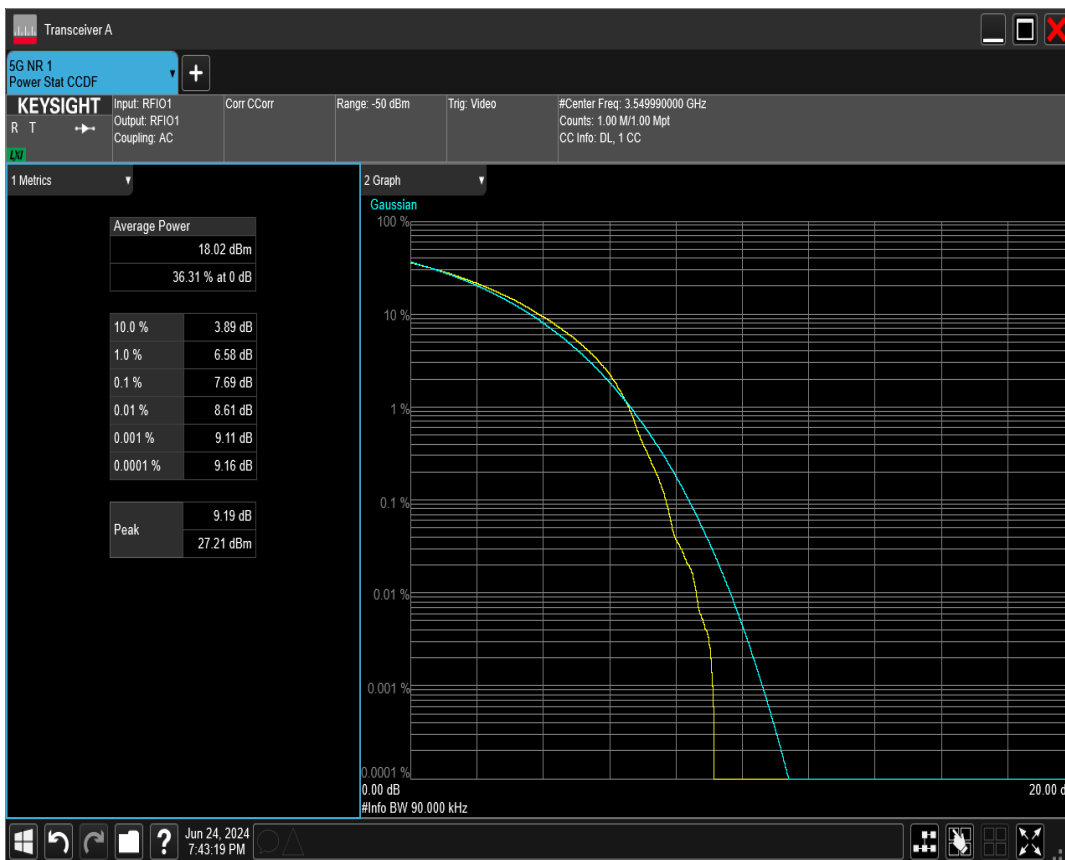 Transceiver A
5G NR 1
Power Stat CCDF
+
KEYSIGHT
R T
LXI
Input: RFIO1
Output: RFIO1
Coupling: AC
Corr CCorr
Range: -50 dBm
Trig: Video
#Center Freq: 3.549990000 GHz
Counts: 1.00 M/1.00 Mpt
CC Info: DL, 1 CC
1 Metrics
Average Power
18.02 dBm
36.31 % at 0 dB
10.0 % 3.89 dB
1.0 % 6.58 dB
0.1 % 7.69 dB
0.01 % 8.61 dB
0.001 % 9.11 dB
0.0001 % 9.16 dB
Peak
9.19 dB
27.21 dBm
2 Graph
Gaussian
100 %
10 %
1 %
0.1 %
0.01 %
0.001 %
0.0001 %
0.00 dB
20.00 d
#Info BW 90.000 kHz
?
Jun 24, 2024
7:43:19 PM